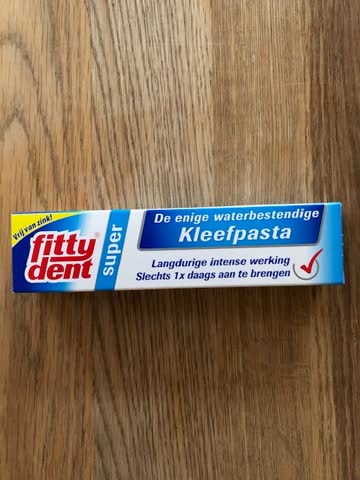 Vrij van zink!
fitty
dent®
super
De enige waterbestendige
Kleefpasta
Langdurige intense werking
Slechts 1x daags aan te brengen